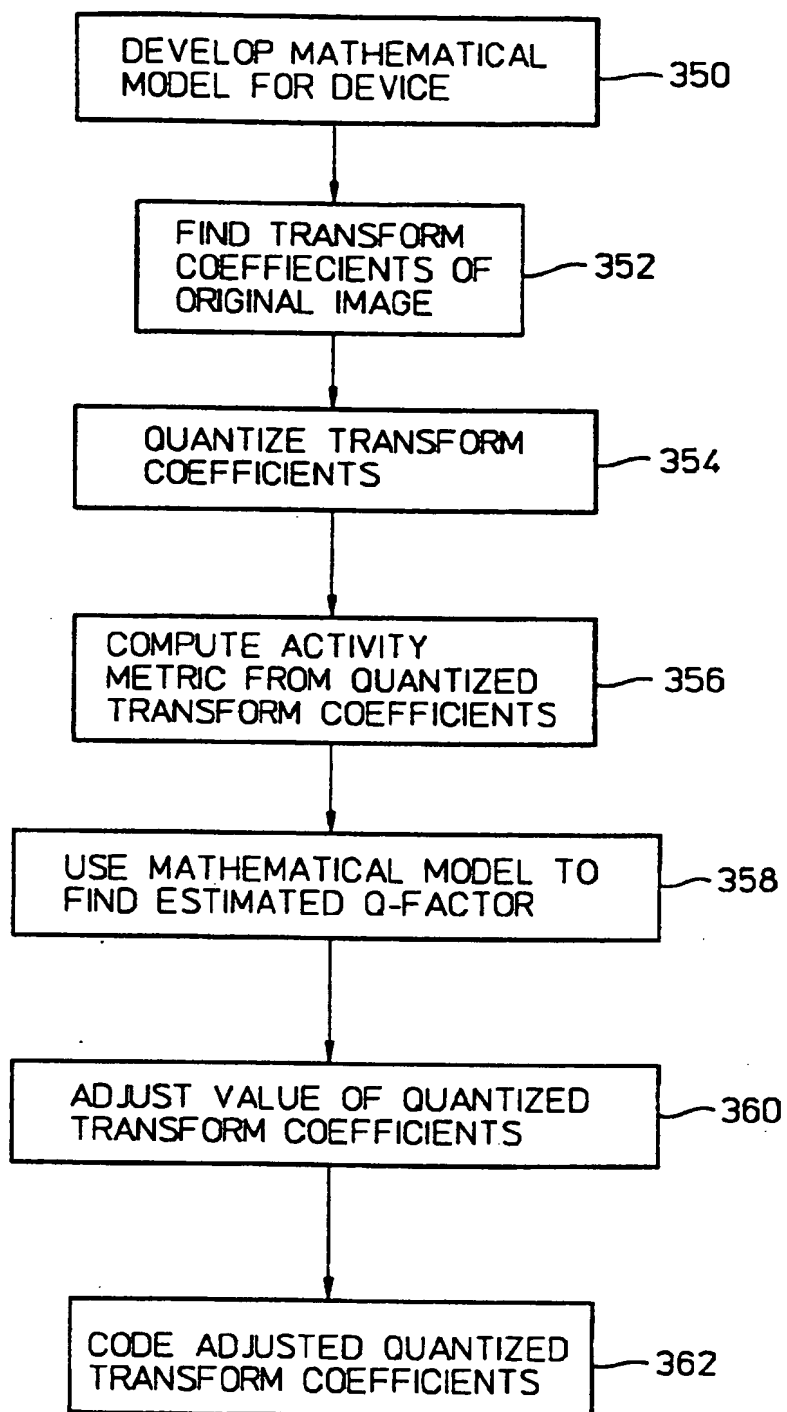 DEVELOP MATHEMATICAL
MODEL FOR DEVICE
350
FIND TRANSFORM
COEFFIECIENTS OF
ORIGINAL IMAGE
352
QUANTIZE TRANSFORM
COEFFICIENTS
354
COMPUTE ACTIVITY
METRIC FROM QUANTIZED
TRANSFORM COEFFICIENTS
356
USE MATHEMATICAL MODEL TO
FIND ESTIMATED Q-FACTOR
358
ADJUST VALUE OF QUANTIZED
TRANSFORM COEFFICIENTS
360
CODE ADJUSTED QUANTIZED
TRANSFORM COEFFICIENTS
362